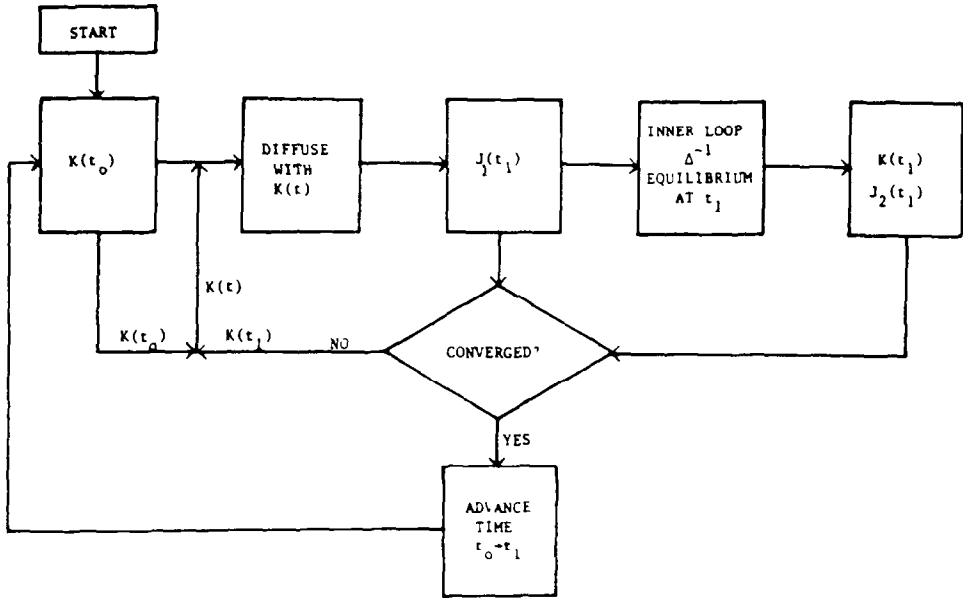 START
K(t₀)
DIFFUSE
WITH
K(t)
J₁(t₁)
INNER LOOP
Δ⁻¹
EQUILIBRIUM
AT t₁
K(t₁)
J₂(t₁)
K(t)
K(t₀)
K(t₁)
NO
CONVERGED?
YES
ADVANCE
TIME
t₀→t₁